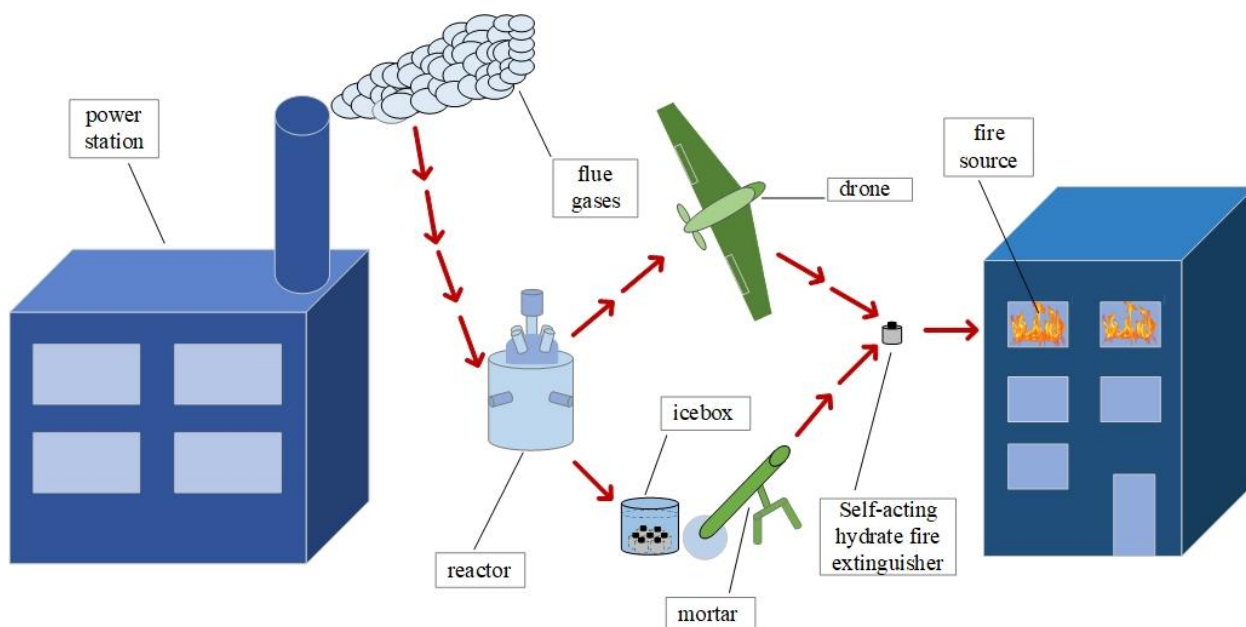 power
station
flue
gases
drone
fire
source
icebox
reactor
mortar
Self-acting
hydrate fire
extinguisher